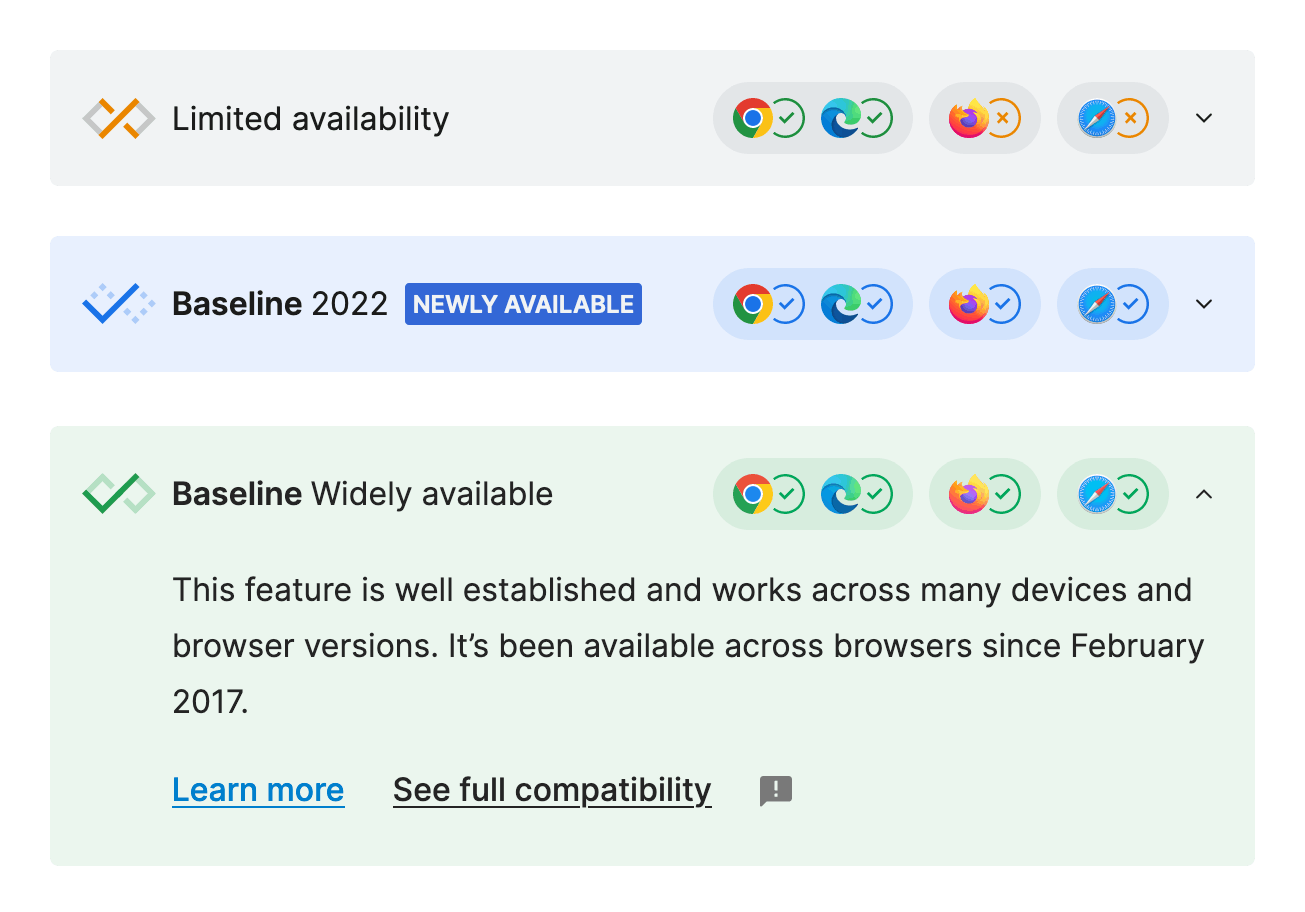 Limited availability
Baseline 2022 NEWLY AVAILABLE
Baseline Widely available
This feature is well established and works across many devices and
browser versions. It’s been available across browsers since February
2017.
Learn more See full compatibility